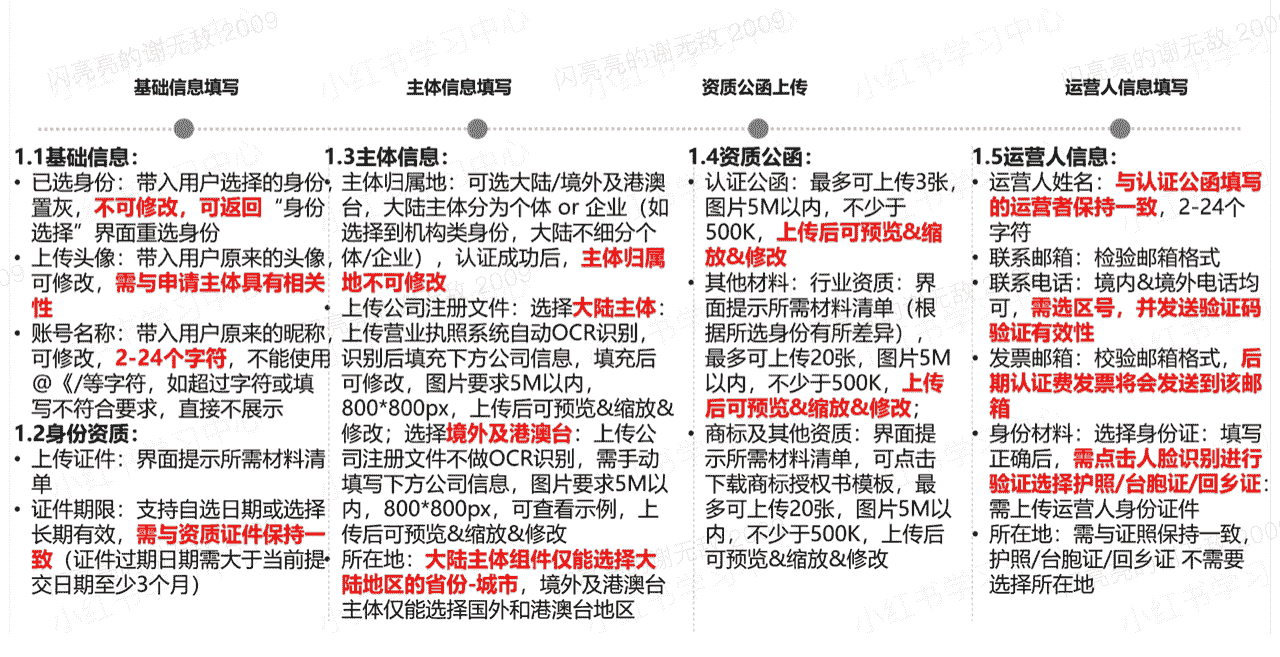 基础信息填写
主体信息填写
资质公函上传
运营人信息填写
1.1基础信息：
• 已选身份：带入用户选择的身份，
置灰，不可修改，可返回“身份
选择”界面重选身份
• 上传头像：带入用户原来的头像，
可修改，需与申请主体具有相关
性
• 账号名称：带入用户原来的昵称，
可修改，2-24个字符，不能使用
@《/等字符，如超过字符或填
写不符合要求，直接不展示
1.2身份资质：
• 上传证件：界面提示所需材料清
单
• 证件期限：支持自选日期或选择
长期有效，需与资质证件保持一
致（证件过期日期需大于当前提
交日期至少3个月）
1.3主体信息：
• 主体归属地：可选大陆/境外及港澳
台，大陆主体分为个体 or 企业（如
选择到机构类身份，大陆不细分个
体/企业），认证成功后，主体归属
地不可修改
• 上传公司注册文件：选择大陆主体：
上传营业执照系统自动OCR识别，
识别后填充下方公司信息，填充后
可修改，图片要求5M以内，
800*800px，上传后可预览&缩放&
修改；选择境外及港澳台：上传公
司注册文件不做OCR识别，需手动
填写下方公司信息，图片要求5M以
内，800*800px，可查看示例，上
传后可预览&缩放&修改
• 所在地：大陆主体组件仅能选择大
陆地区的省份-城市，境外及港澳台
主体仅能选择国外和港澳台地区
1.4资质公函：
• 认证公函：最多可上传3张，
图片5M以内，不少于
500K，上传后可预览&缩
放&修改
• 其他材料：行业资质：界
面提示所需材料清单（根
据所选身份有所差异），
最多可上传20张，图片5M
以内，不少于500K，上传
后可预览&缩放&修改；
• 商标及其他资质：界面提
示所需材料清单，可点击
下载商标授权书模板，最
多可上传20张，图片5M以
内，不少于500K，上传后
可预览&缩放&修改
1.5运营人信息：
• 运营人姓名：与认证公函填写
的运营者保持一致，2-24个
字符
• 联系邮箱：检验邮箱格式
• 联系电话：境内&境外电话均
可，需选区号，并发送验证码
验证有效性
• 发票邮箱：校验邮箱格式，后
期认证费发票将会发送到该邮
箱
• 身份材料：选择身份证：填写
正确后，需点击人脸识别进行
验证选择护照/台胞证/回乡证：
需上传运营人身份证件
• 所在地：需与证照保持一致，
护照/台胞证/回乡证 不需要
选择所在地
闪亮亮的谢无敌 2009
小红书学习中心